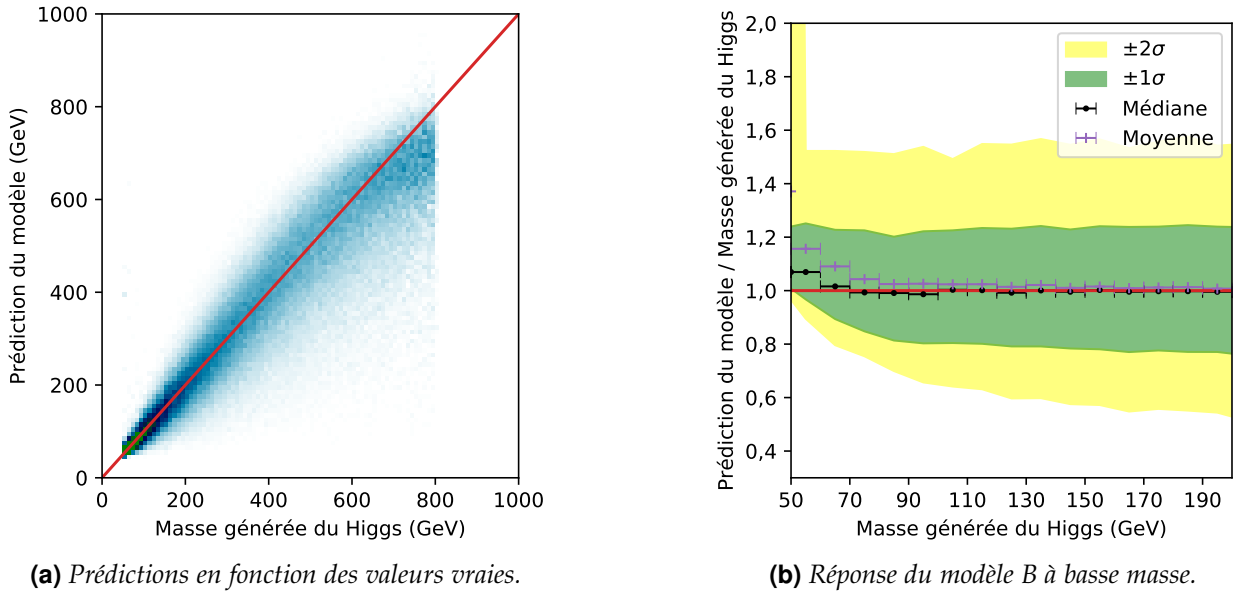 1000
800
600
400
200
0
Prédiction du modèle (GeV)
0 200 400 600 800 1000
Masse générée du Higgs (GeV)
(a) Prédictions en fonction des valeurs vraies.
2,0
1,8
1,6
1,4
1,2
1,0
0,8
0,6
0,4
Prédiction du modèle / Masse générée du Higgs
±2σ
±1σ
Médiane
Moyenne
50 70 90 110 130 150 170 190
Masse générée du Higgs (GeV)
(b) Réponse du modèle B à basse masse.